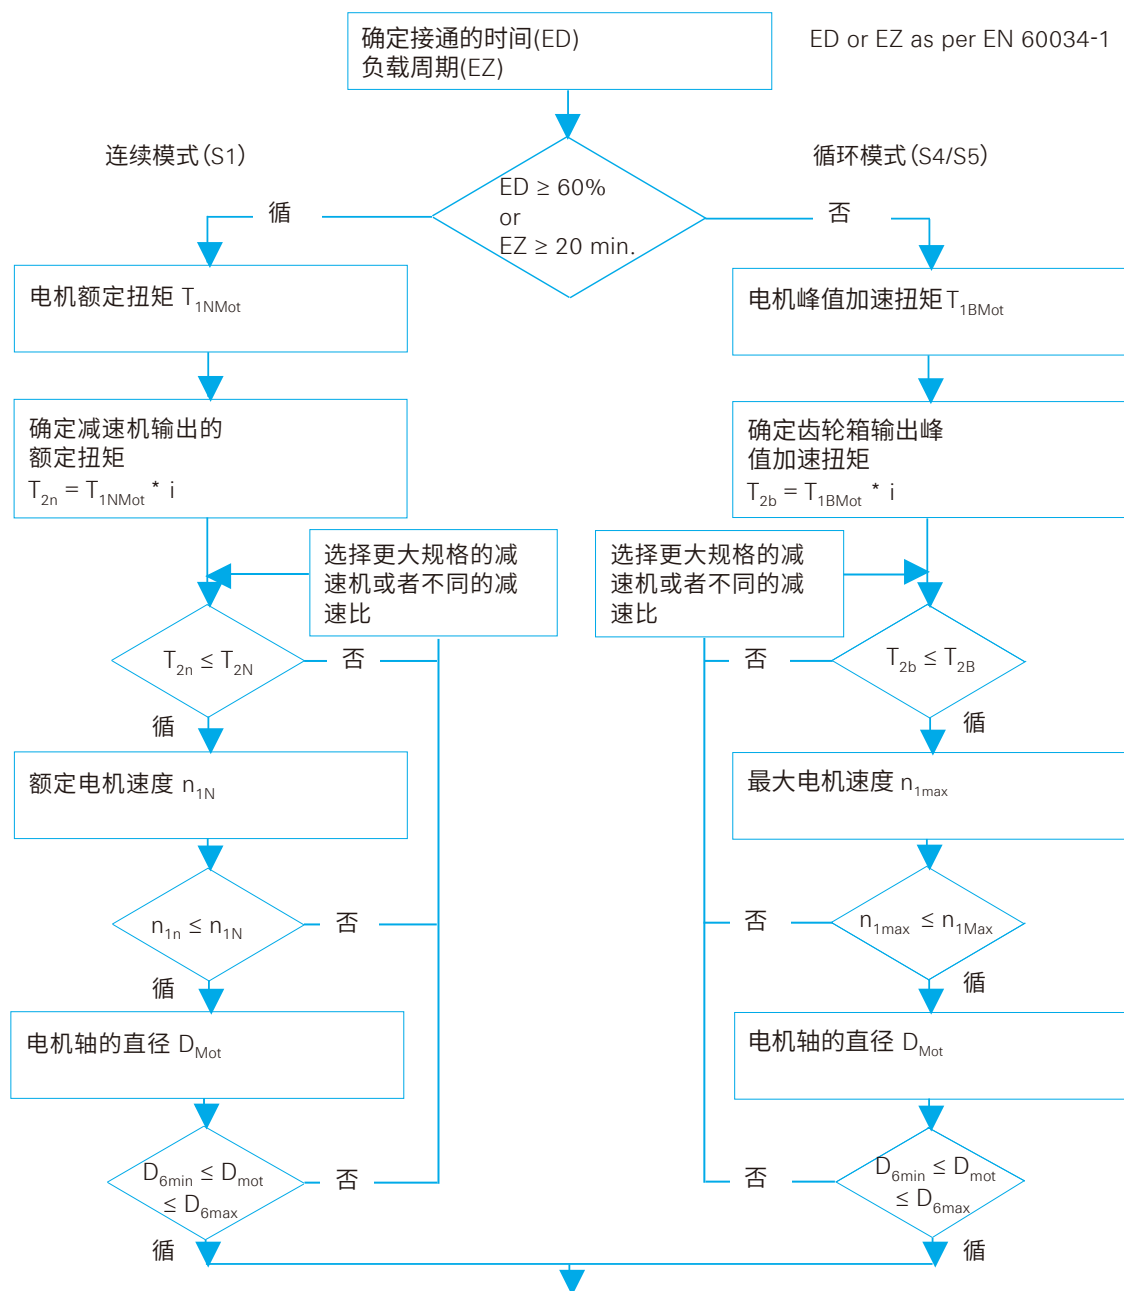 确定接通的时间(ED)
负载周期(EZ)
ED or EZ as per EN 60034-1
连续模式(S1)
循环模式(S4/S5)
ED ≥ 60%
or
EZ ≥ 20 min.
循
否
电机额定扭矩 T1NMot
电机峰值加速扭矩T1BMot
确定减速机输出的
额定扭矩
T2n = T1NMot * i
确定齿轮箱输出峰
值加速扭矩
T2b = T1BMot * i
选择更大规格的减
速机或者不同的减
速比
选择更大规格的减
速机或者不同的减
速比
T2n ≤ T2N
否
否
T2b ≤ T2B
循
循
额定电机速度 n1N
最大电机速度 n1max
n1n ≤ n1N
否
否
n1max ≤ n1Max
循
循
电机轴的直径 DMot
电机轴的直径 DMot
D6min ≤ Dmot
≤ D6max
否
否
D6min ≤ Dmot
≤ D6max
循
循